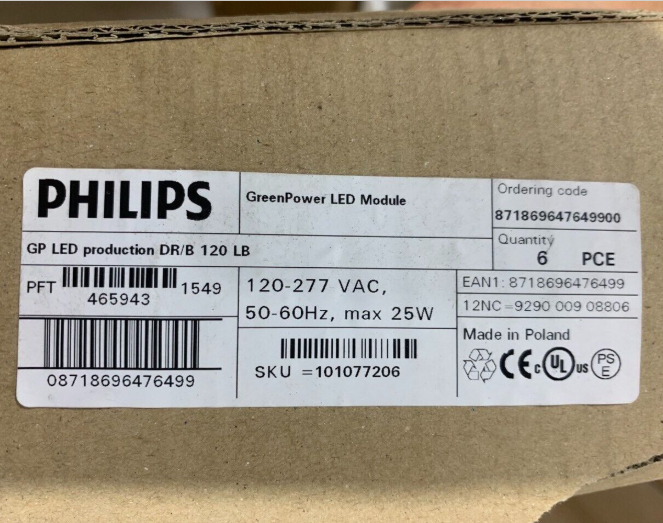 PHILIPS
GreenPower LED Module
Ordering code
871869647649900
GP LED production DR/B 120 LB
Quantity
6 PCE
PFT
465943
1549
120-277 VAC,
50-60Hz, max 25W
EAN1: 8718696476499
12NC=9290 009 08806
08718696476499
SKU =101077206
Made in Poland
CE c UL US PS E